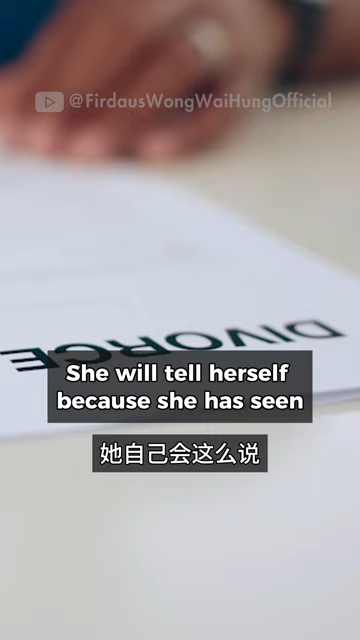 @FirdausWongWaiHungOfficial
DIVORCE
She will tell herself
because she has seen
她自己会这么说